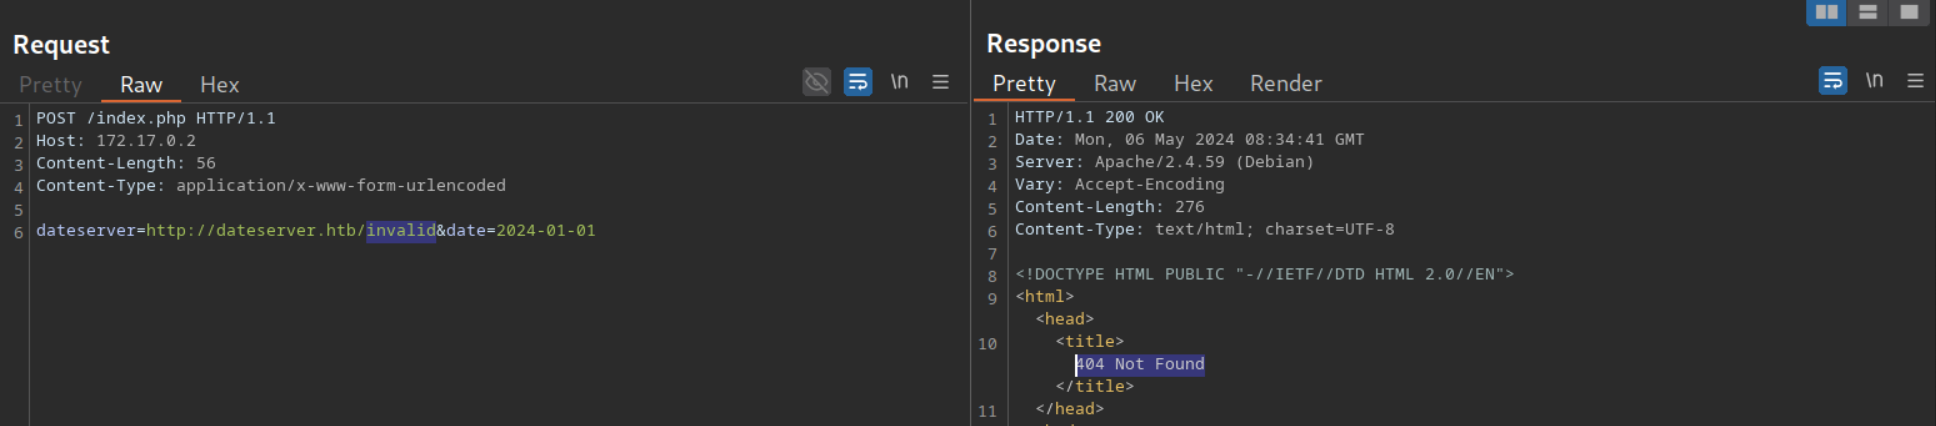 Request
Pretty Raw Hex \n
1 POST /index.php HTTP/1.1
2 Host: 172.17.0.2
3 Content-Length: 56
4 Content-Type: application/x-www-form-urlencoded
5
6 dateserver=http://dateserver.htb/invalid&date=2024-01-01
Response
Pretty Raw Hex Render \n
1 HTTP/1.1 200 OK
2 Date: Mon, 06 May 2024 08:34:41 GMT
3 Server: Apache/2.4.59 (Debian)
4 Vary: Accept-Encoding
5 Content-Length: 276
6 Content-Type: text/html; charset=UTF-8
7
8 <!DOCTYPE HTML PUBLIC "-//IETF//DTD HTML 2.0//EN">
9 <html>
<head>
10 <title>
404 Not Found
</title>
11 </head>